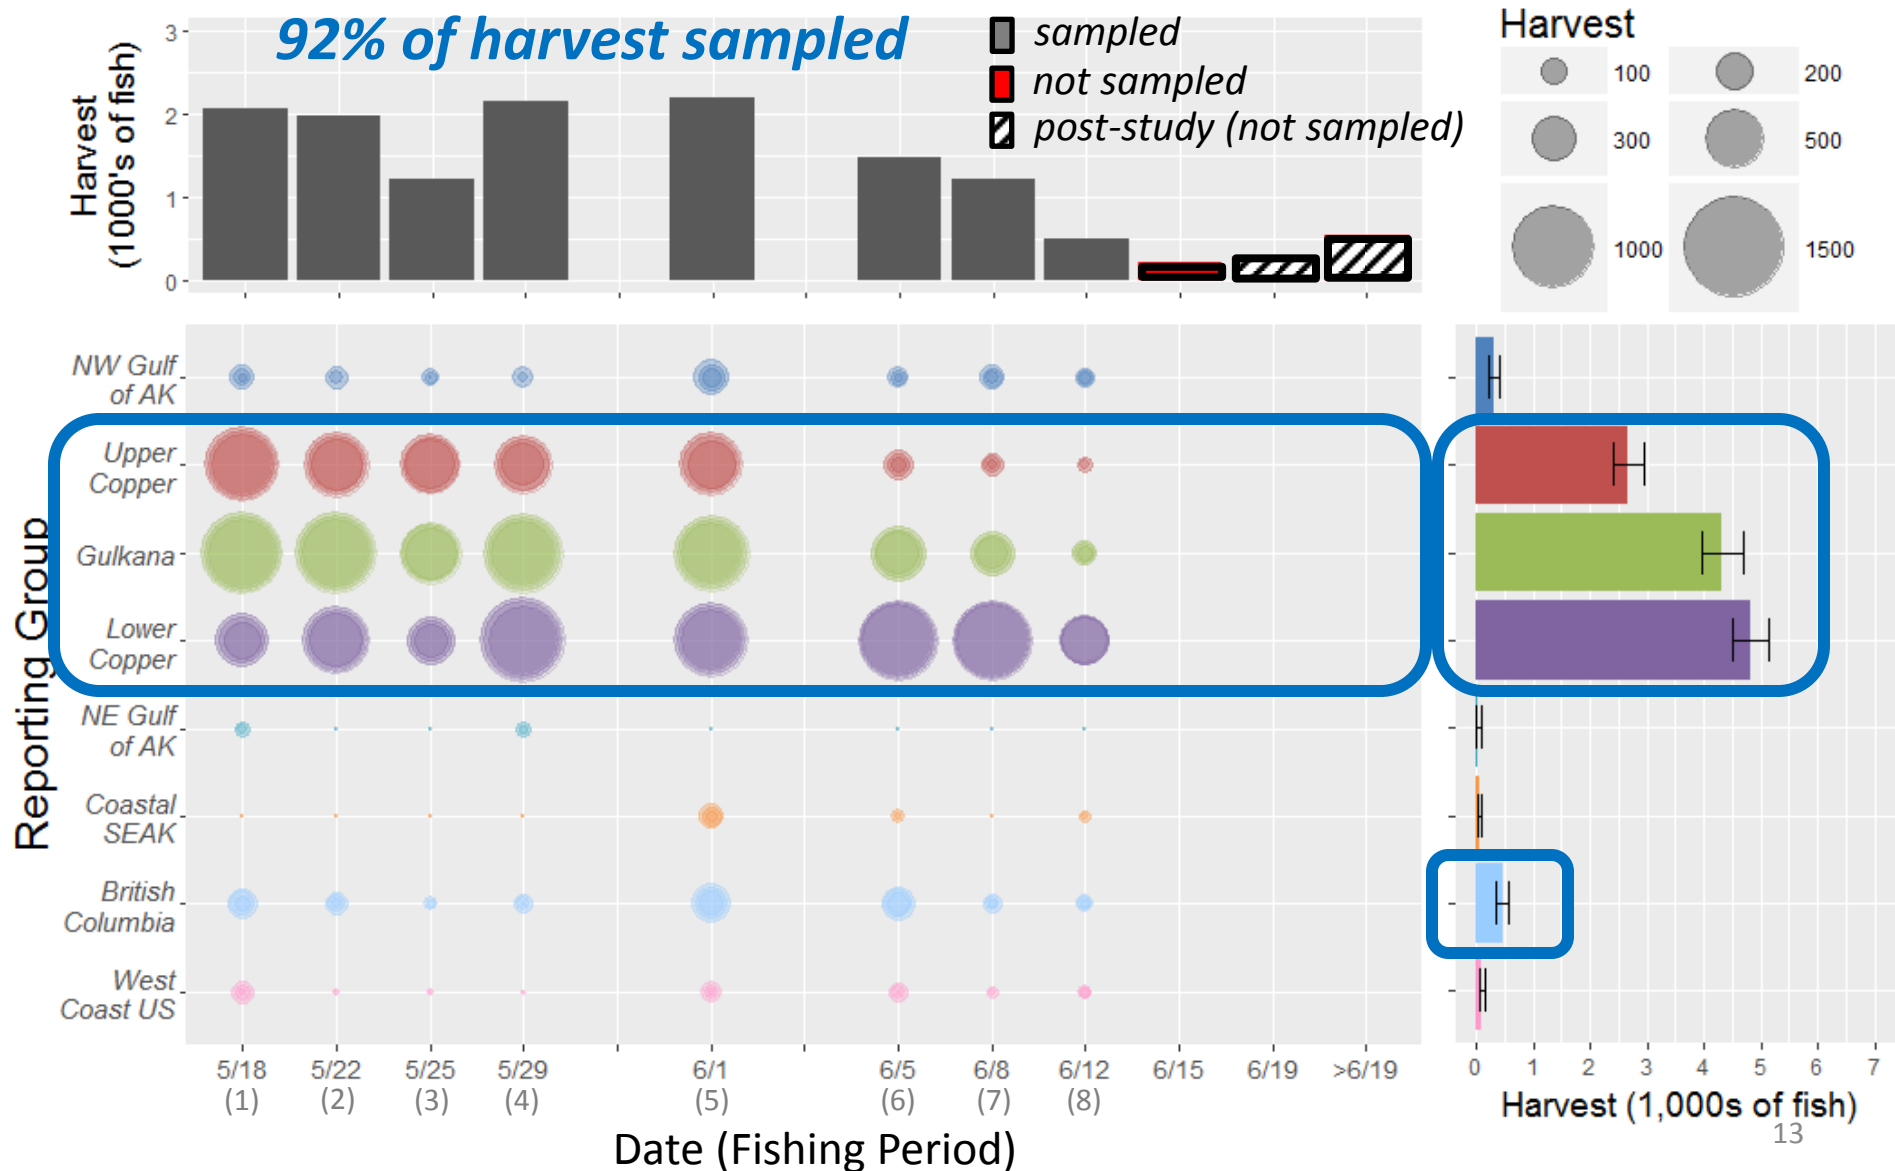 92% of harvest sampled
sampled
not sampled
post-study (not sampled)
Harvest
(1000's of fish)
3
2
1
0
Harvest
100
200
300
500
1000
1500
Reporting Group
NW Gulf
of AK
Upper
Copper
Gulkana
Lower
Copper
NE Gulf
of AK
Coastal
SEAK
British
Columbia
West
Coast US
5/18
5/22
5/25
5/29
6/1
6/5
6/8
6/12
6/15
6/19
>6/19
(1)
(2)
(3)
(4)
(5)
(6)
(7)
(8)
Date (Fishing Period)
0
1
2
3
4
5
6
7
Harvest (1,000s of fish)
13